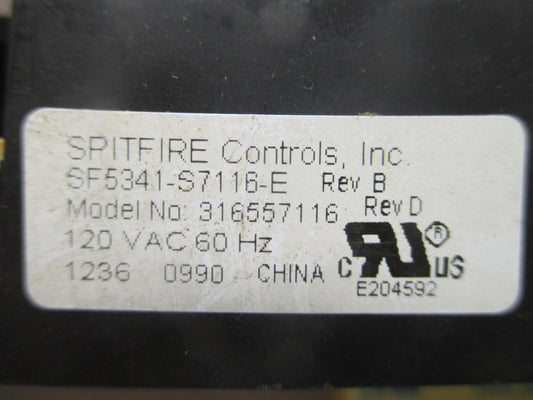 SPITFIRE Controls, Inc.
SF5341-S7116-E Rev B
Model No: 316557116 Rev D
120 VAC 60 Hz
1236 0990 CHINA
C RU US ®
E204592